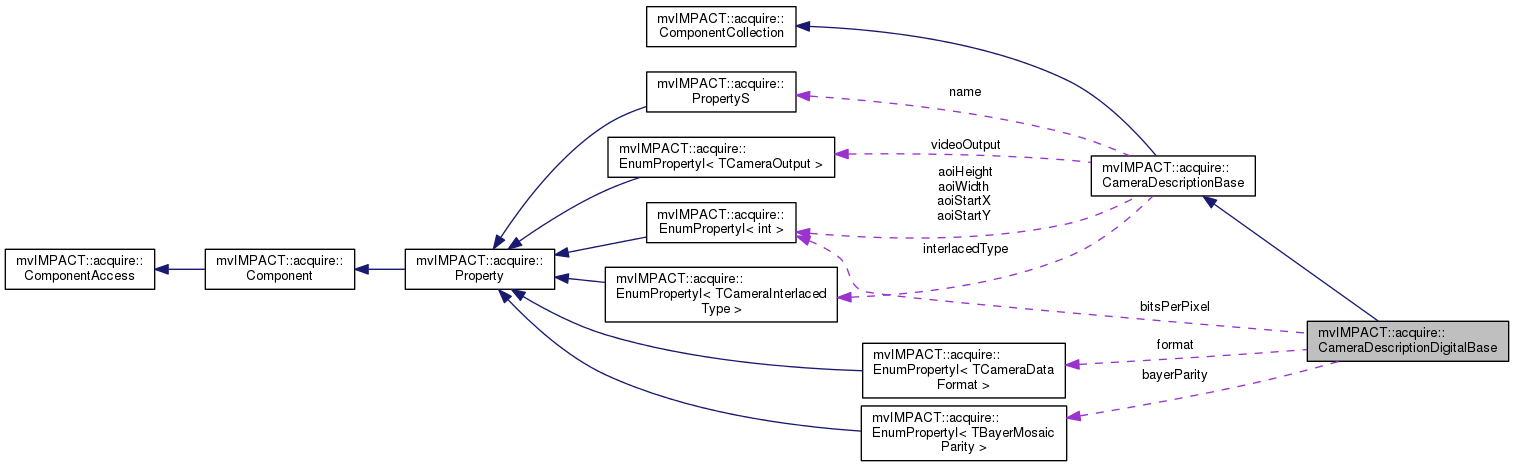 mvIMPACT::acquire::
ComponentCollection
mvIMPACT::acquire::
PropertyS
name
mvIMPACT::acquire::
EnumPropertyI< TCameraOutput >
videoOutput
mvIMPACT::acquire::
CameraDescriptionBase
aoiHeight
aoiWidth
aoiStartX
aoiStartY
mvIMPACT::acquire::
EnumPropertyI< int >
interlacedType
mvIMPACT::acquire::
ComponentAccess
mvIMPACT::acquire::
Component
mvIMPACT::acquire::
Property
mvIMPACT::acquire::
EnumPropertyI< TCameraInterlaced
Type >
bitsPerPixel
mvIMPACT::acquire::
CameraDescriptionDigitalBase
format
mvIMPACT::acquire::
EnumPropertyI< TCameraData
Format >
bayerParity
mvIMPACT::acquire::
EnumPropertyI< TBayerMosaic
Parity >